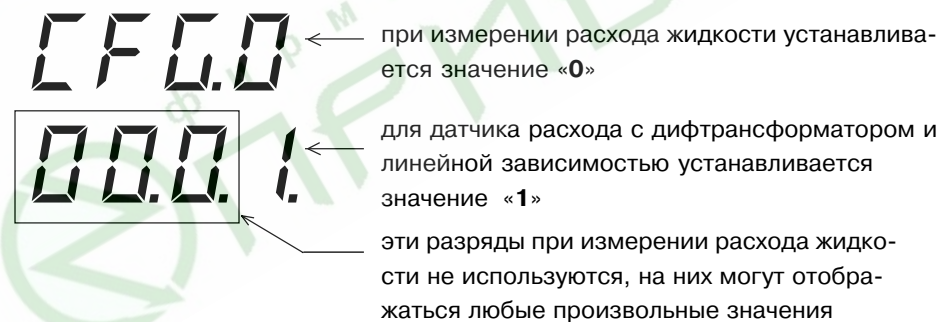 CFG.0
при измерении расхода жидкости устанавлива-
ется значение «0»
00.0.1.
для датчика расхода с дифтрансформатором и
линейной зависимостью устанавливается
значение «1»
эти разряды при измерении расхода жидко-
сти не используются, на них могут отобра-
жаться любые произвольные значения